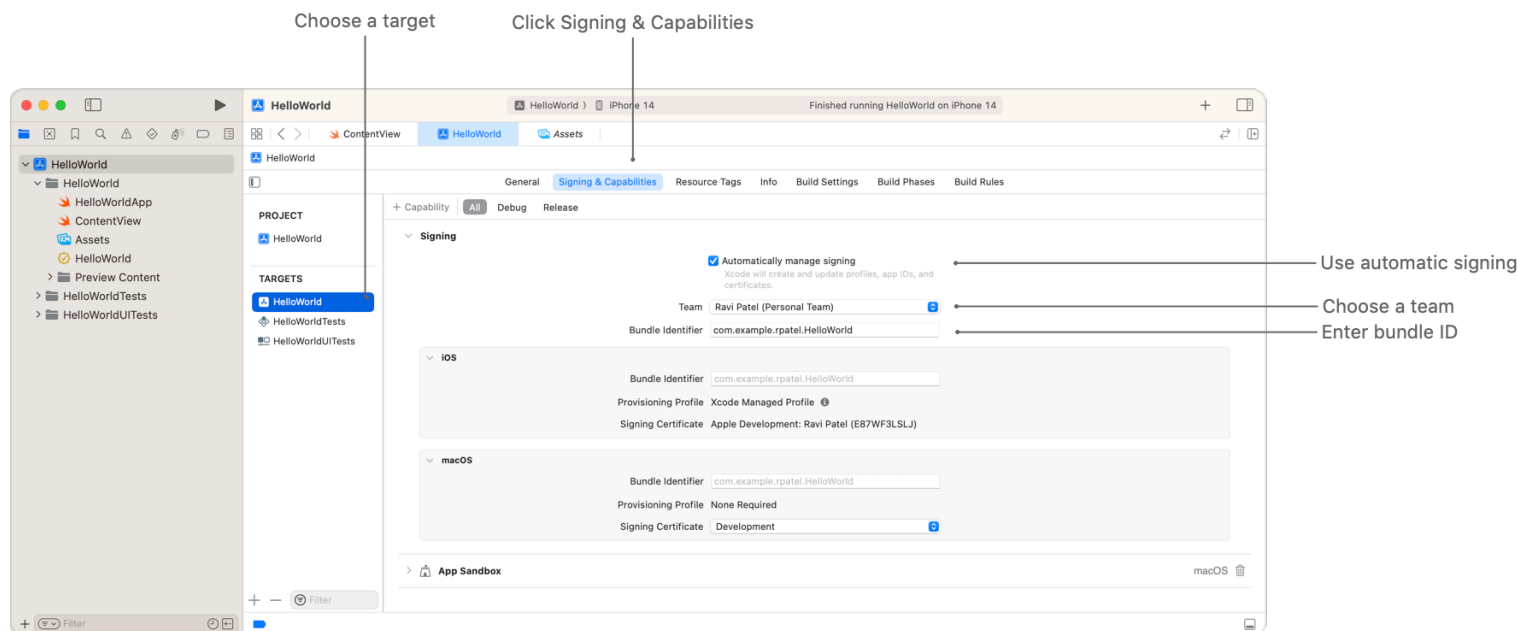 Choose a target
Click Signing & Capabilities
HelloWorld
HelloWorld ⟩ iPhone 14
Finished running HelloWorld on iPhone 14
ContentView
HelloWorld
Assets
HelloWorld
HelloWorld
HelloWorld
HelloWorldApp
ContentView
Assets
HelloWorld
Preview Content
HelloWorldTests
HelloWorldUITests
Filter
General
Signing & Capabilities
Resource Tags
Info
Build Settings
Build Phases
Build Rules
PROJECT
HelloWorld
TARGETS
HelloWorld
HelloWorldTests
HelloWorldUITests
Filter
+ Capability
All
Debug
Release
Signing
Automatically manage signing
Xcode will create and update profiles, app IDs, and
certificates.
Team Ravi Patel (Personal Team)
Bundle Identifier com.example.rpatel.HelloWorld
iOS
Bundle Identifier com.example.rpatel.HelloWorld
Provisioning Profile Xcode Managed Profile
Signing Certificate Apple Development: Ravi Patel (E87WF3LSLJ)
macOS
Bundle Identifier com.example.rpatel.HelloWorld
Provisioning Profile None Required
Signing Certificate Development
App Sandbox
macOS
Use automatic signing
Choose a team
Enter bundle ID